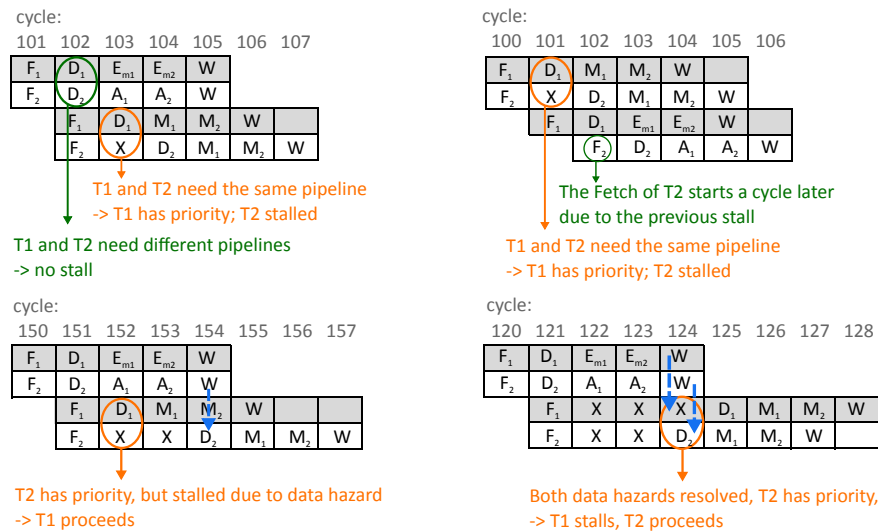 cycle:
101 102 103 104 105 106 107
F₁ D₁ Eₘ₁ Eₘ₂ W
F₂ D₂ A₁ A₂ W
F₁ D₁ M₁ M₂ W
F₂ X D₂ M₁ M₂ W
T1 and T2 need the same pipeline
-> T1 has priority; T2 stalled
T1 and T2 need different pipelines
-> no stall
cycle:
100 101 102 103 104 105 106
F₁ D₁ M₁ M₂ W
F₂ X D₂ M₁ M₂ W
F₁ D₁ Eₘ₁ Eₘ₂ W
F₂ D₂ A₁ A₂ W
The Fetch of T2 starts a cycle later
due to the previous stall
T1 and T2 need the same pipeline
-> T1 has priority; T2 stalled
cycle:
150 151 152 153 154 155 156 157
F₁ D₁ Eₘ₁ Eₘ₂ W
F₂ D₂ A₁ A₂ W
F₁ D₁ M₁ M₂ W
F₂ X X D₂ M₁ M₂ W
T2 has priority, but stalled due to data hazard
-> T1 proceeds
cycle:
120 121 122 123 124 125 126 127 128
F₁ D₁ Eₘ₁ Eₘ₂ W
F₂ D₂ A₁ A₂ W
F₁ X X X D₁ M₁ M₂ W
F₂ X X D₂ M₁ M₂ W
Both data hazards resolved, T2 has priority,
-> T1 stalls, T2 proceeds